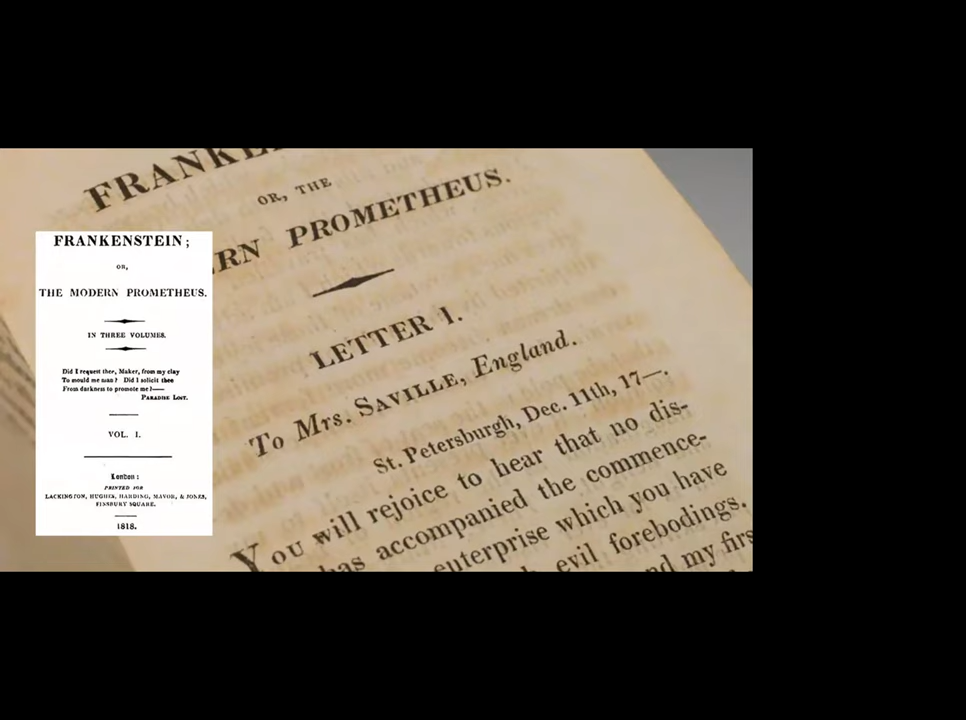 FRANKENSTEIN;
OR,
THE MODERN PROMETHEUS.
IN THREE VOLUMES.
Did I request thee, Maker, from my clay
To mould me man? Did I solicit thee
From darkness to promote me?——
PARADISE LOST.
VOL. I.
London:
PRINTED FOR
LACKINGTON, HUGHES, HARDING, MAVOR, & JONES,
FINSBURY SQUARE.
1818.
OR, THE
PROMETHEUS.
LETTER I.
To Mrs. SAVILLE, England.
St. Petersburgh, Dec. 11th, 17—.
You will rejoice to hear that no dis-
has accompanied the commence-
enterprise which you have
evil forebodings.
my